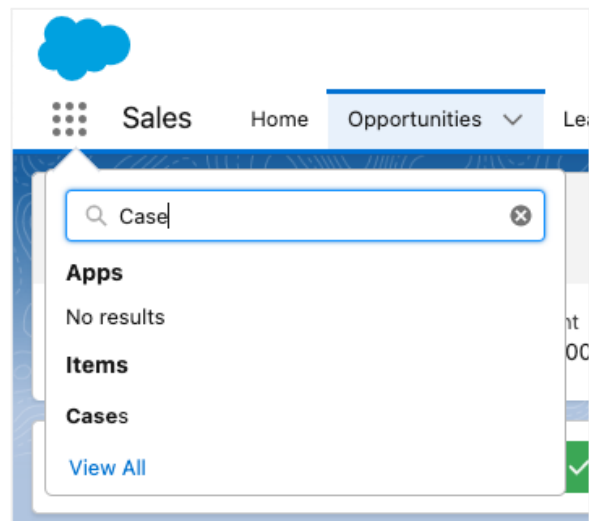 Sales Home Opportunities
Case
Apps
No results
Items
Cases
View All